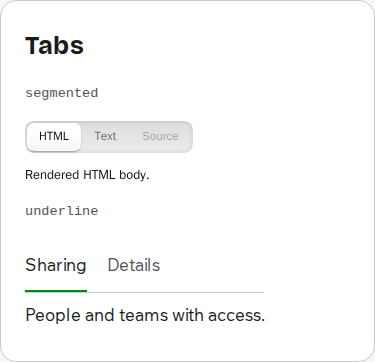 Tabs
segmented
HTML Text Source
Rendered HTML body.
underline
Sharing Details
People and teams with access.